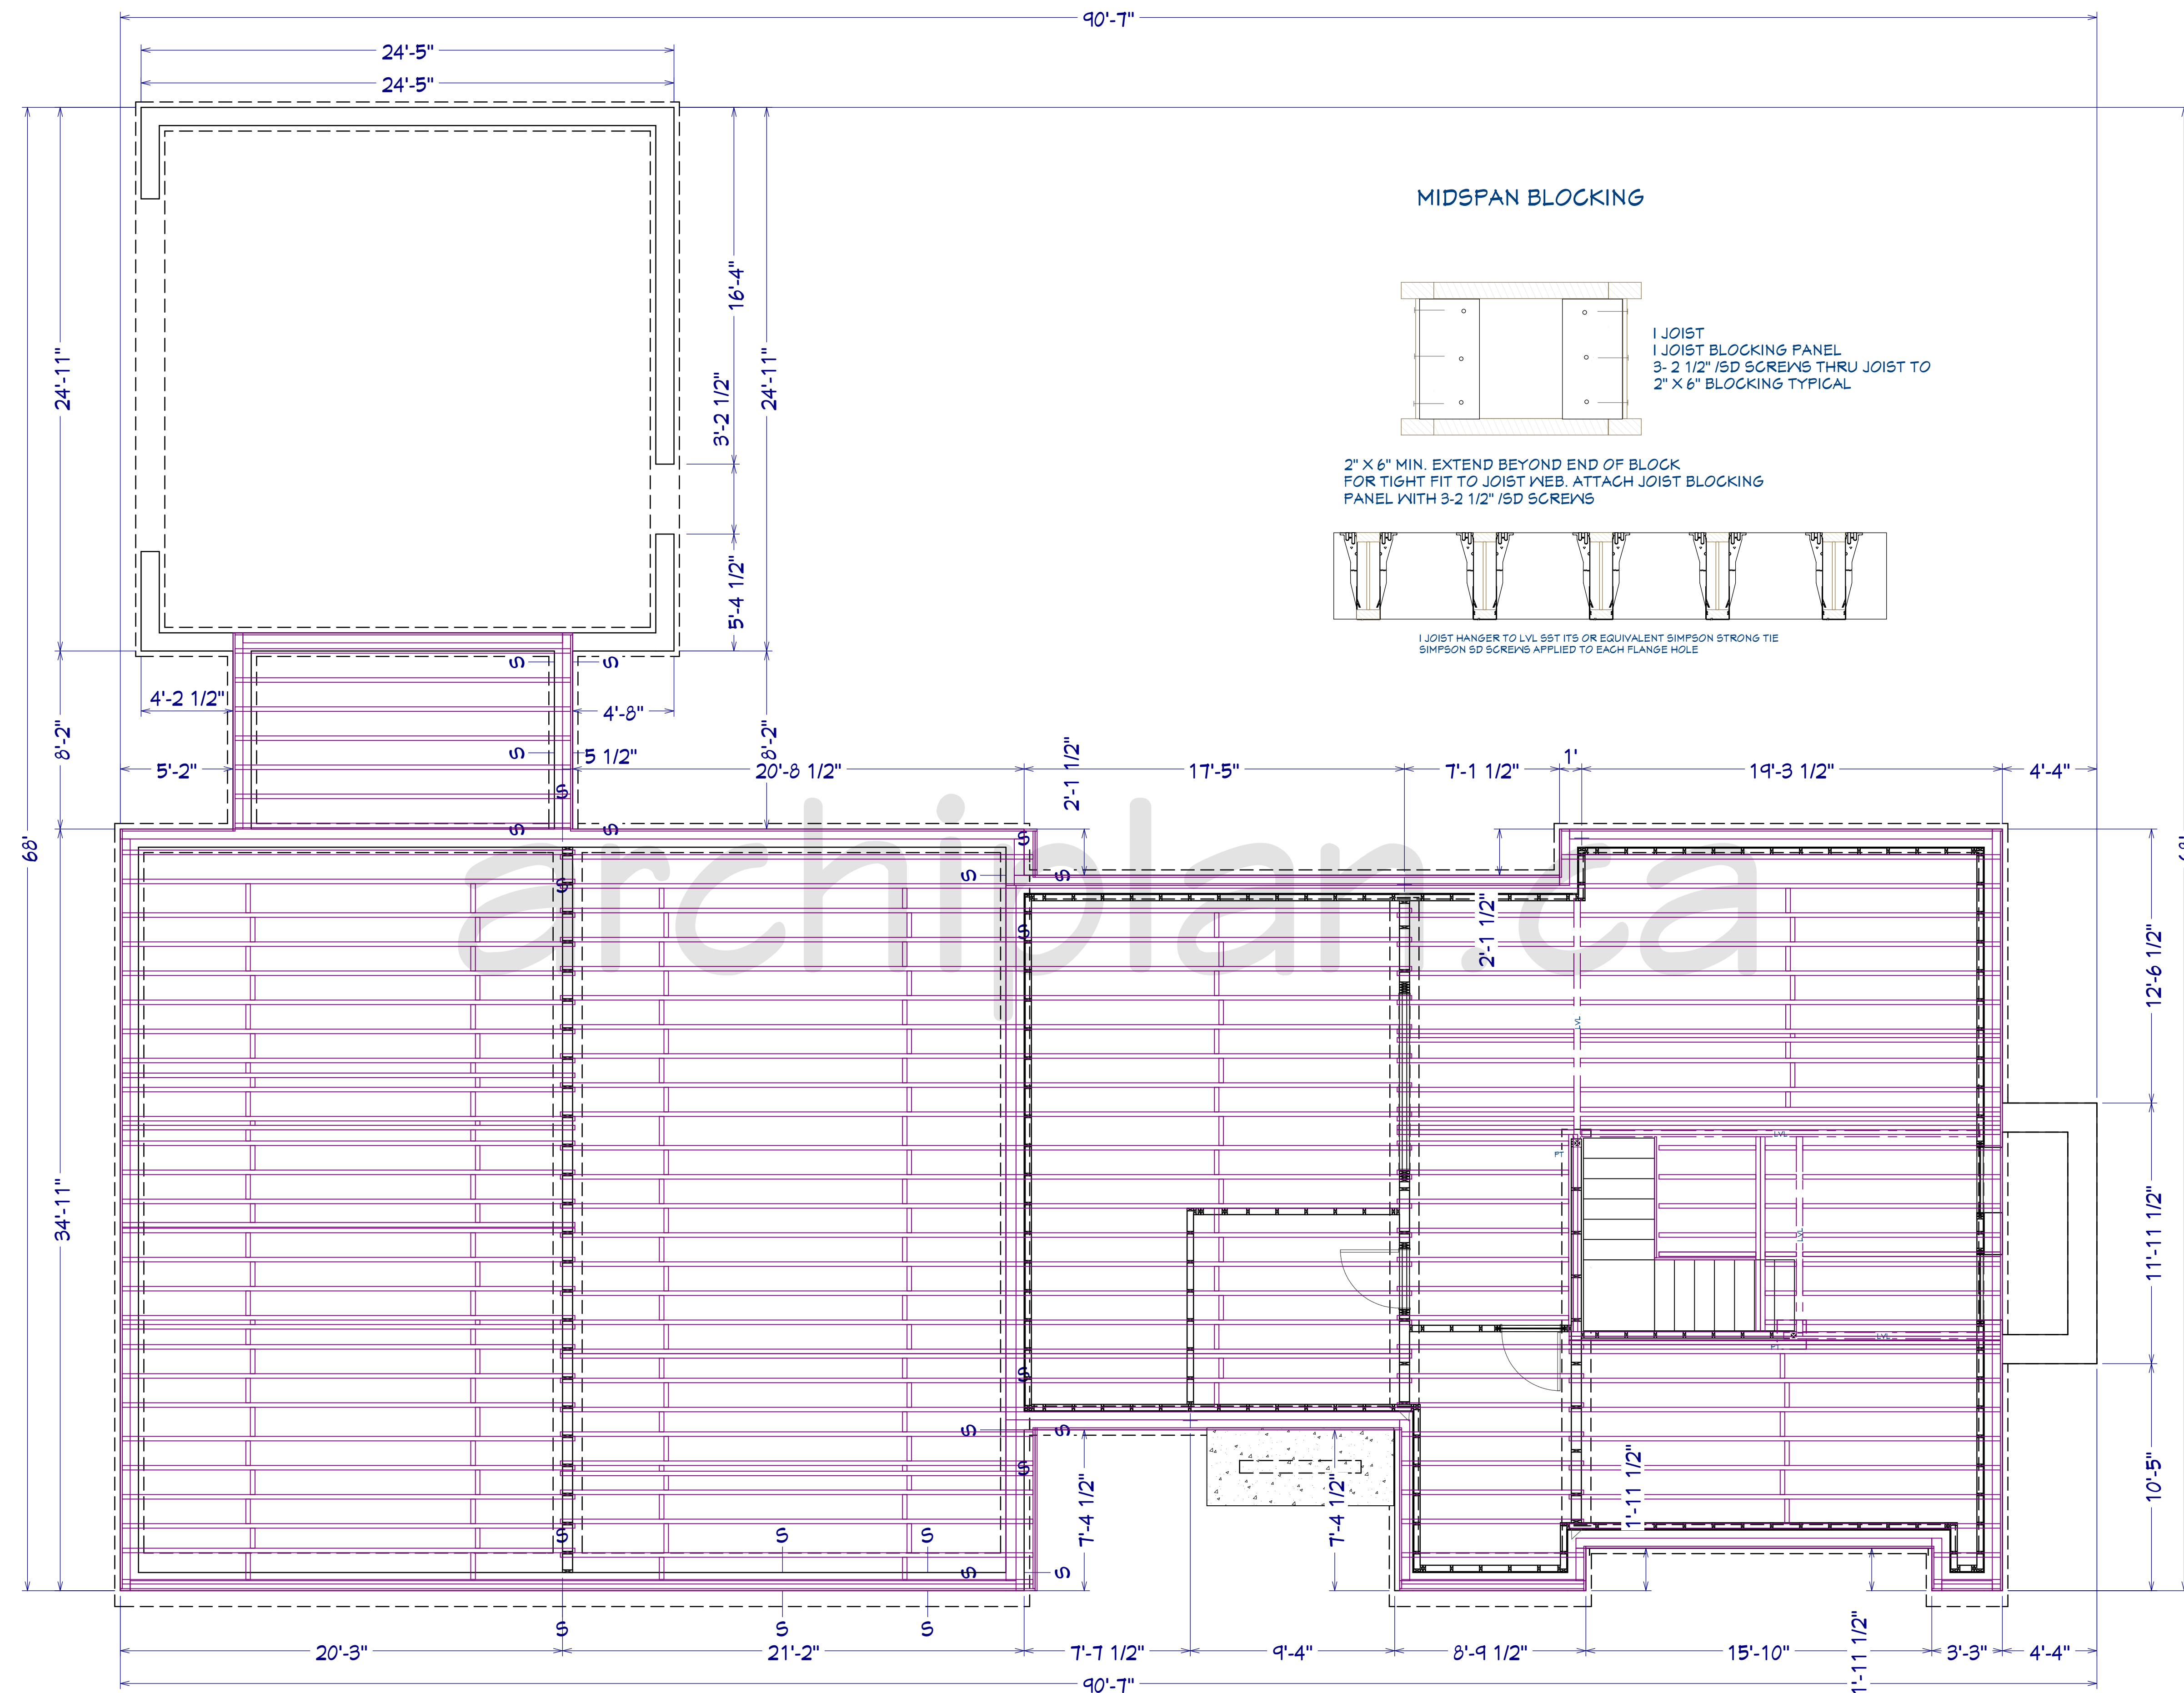 90'-7"
24'-5"
24'-5"
MIDSPAN BLOCKING
16'-4"
I JOIST
I JOIST BLOCKING PANEL
3- 2 1/2" /SD SCREWS THRU JOIST TO
2" X 6" BLOCKING TYPICAL
24'-11"
3'-2 1/2"
24'-11"
2" X 6" MIN. EXTEND BEYOND END OF BLOCK
FOR TIGHT FIT TO JOIST WEB. ATTACH JOIST BLOCKING
PANEL WITH 3-2 1/2" /SD SCREWS
5'-4 1/2"
I JOIST HANGER TO LVL SST ITS OR EQUIVALENT SIMPSON STRONG TIE
SIMPSON SD SCREWS APPLIED TO EACH FLANGE HOLE
S S
4'-2 1/2" 4'-8"
8'-2" 8'-2"
S 5 1/2" 2'-1 1/2" 1'
5'-2" 20'-8 1/2" 17'-5" 7'-1 1/2" 19'-3 1/2" 4'-4"
S
S S S
68'
archiplan.ca
S S S
S 2'-1 1/2" 12'-6 1/2"
LVL
LVL
PT
34'-11" 11'-11 1/2"
LVL
LVL
PT
S
S S
S 7'-4 1/2" 7'-4 1/2" 1'-11 1/2" 10'-5"
S S S
S S
S S S
20'-3" 21'-2" 7'-7 1/2" 9'-4" 8'-9 1/2" 15'-10" 1'-11 1/2" 3'-3" 4'-4"
90'-7"